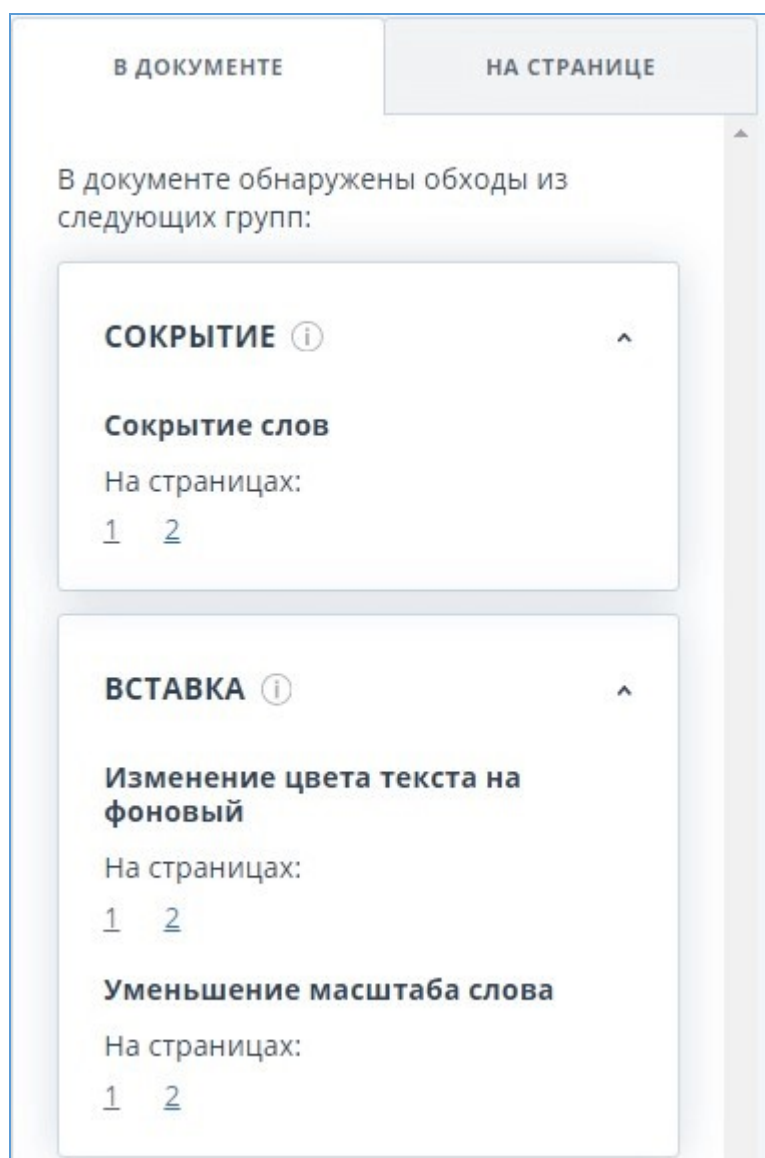 В ДОКУМЕНТЕ
НА СТРАНИЦЕ
В документе обнаружены обходы из
следующих групп:
СОКРЫТИЕ
Сокрытие слов
На страницах:
1 2
ВСТАВКА
Изменение цвета текста на
фоновый
На страницах:
1 2
Уменьшение масштаба слова
На страницах:
1 2